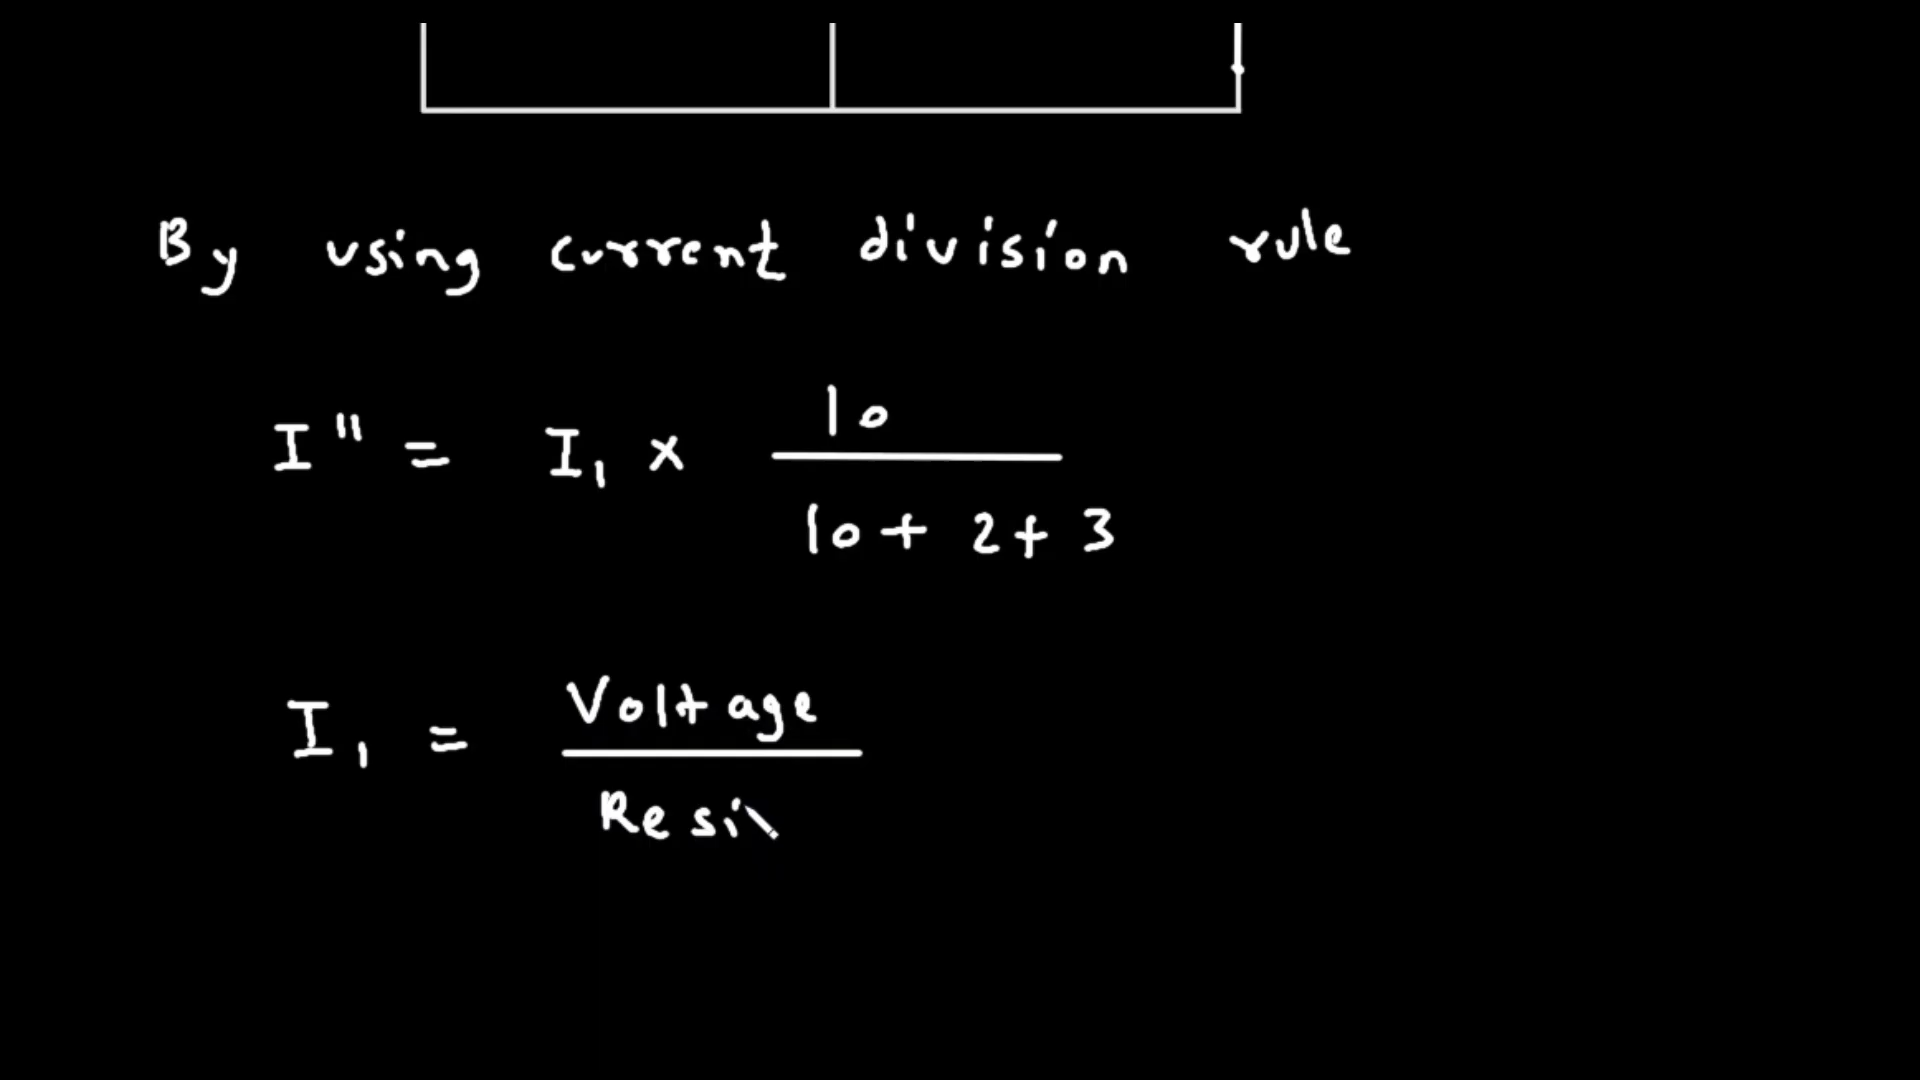 By using current division rule
I" = I₁ × 10 / 10 + 2 + 3
I₁ = Voltage / Resi